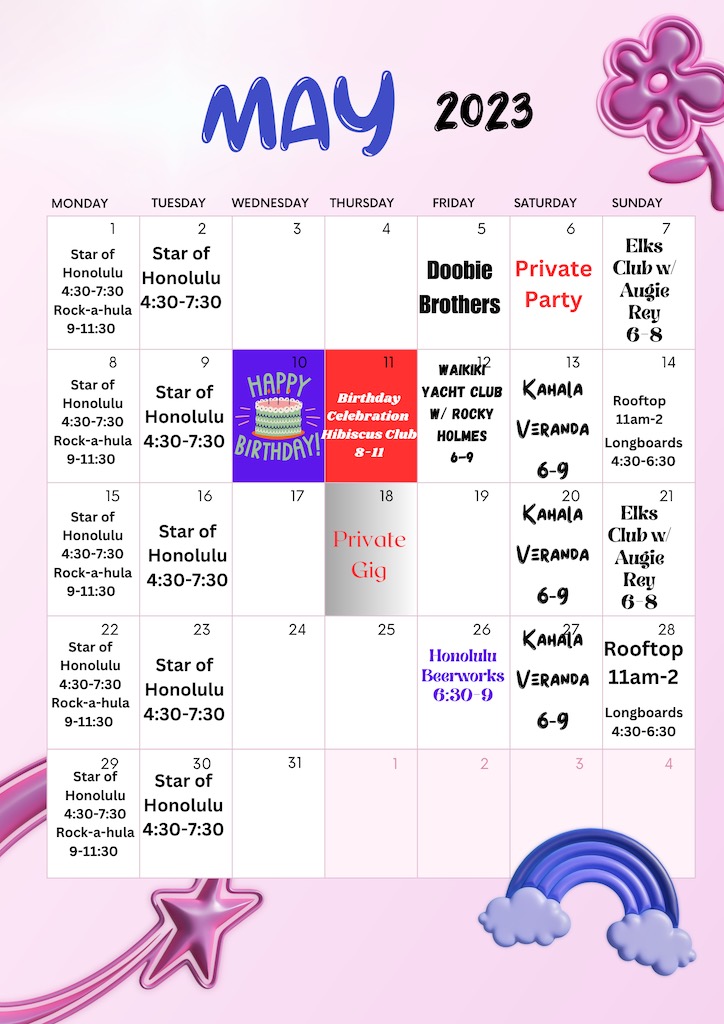 MAY 2023
MONDAY TUESDAY WEDNESDAY THURSDAY FRIDAY SATURDAY SUNDAY
1
Star of
Honolulu
4:30-7:30
Rock-a-hula
9-11:30
2
Star of
Honolulu
4:30-7:30
3
4
5
Doobie
Brothers
6
Private
Party
7
Elks
Club w/
Augie
Rey
6-8
8
Star of
Honolulu
4:30-7:30
Rock-a-hula
9-11:30
9
Star of
Honolulu
4:30-7:30
10
HAPPY
BIRTHDAY!
11
Birthday
Celebration
Hibiscus Club
8-11
12
WAIKIKI
YACHT CLUB
W/ ROCKY
HOLMES
6-9
13
KAHALA
VERANDA
6-9
14
Rooftop
11am-2
Longboards
4:30-6:30
15
Star of
Honolulu
4:30-7:30
Rock-a-hula
9-11:30
16
Star of
Honolulu
4:30-7:30
17
18
Private
Gig
19
20
KAHALA
VERANDA
6-9
21
Elks
Club w/
Augie
Rey
6-8
22
Star of
Honolulu
4:30-7:30
Rock-a-hula
9-11:30
23
Star of
Honolulu
4:30-7:30
24
25
26
Honolulu
Beerworks
6:30-9
27
KAHALA
VERANDA
6-9
28
Rooftop
11am-2
Longboards
4:30-6:30
29
Star of
Honolulu
4:30-7:30
Rock-a-hula
9-11:30
30
Star of
Honolulu
4:30-7:30
31
1
2
3
4